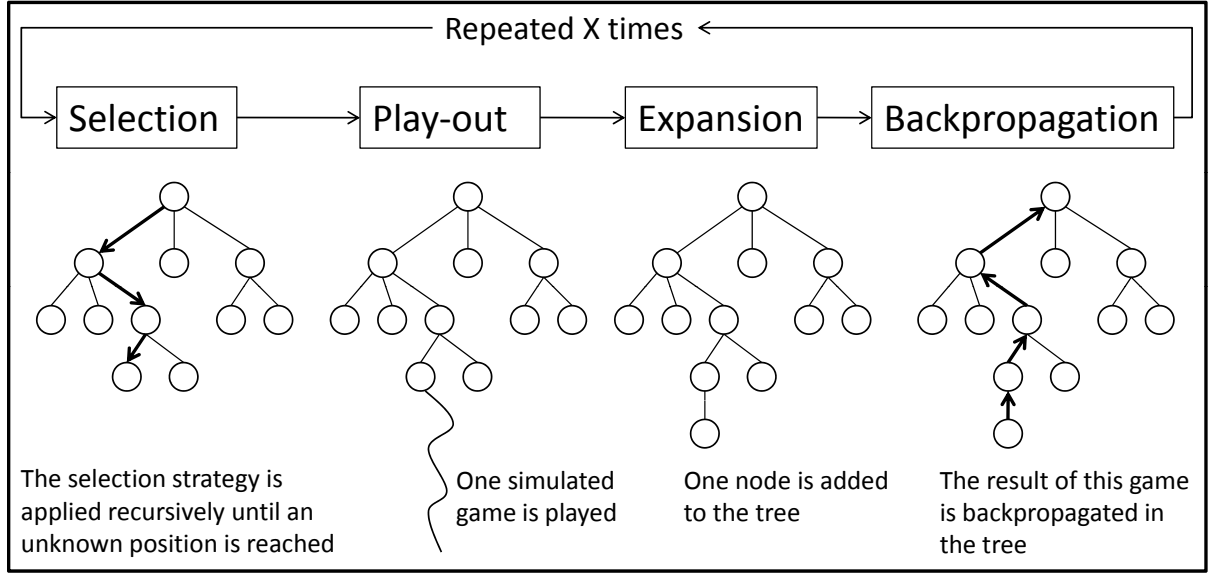 Repeated X times
Selection
Play-out
Expansion
Backpropagation
The selection strategy is
applied recursively until an
unknown position is reached
One simulated
game is played
One node is added
to the tree
The result of this game
is backpropagated in
the tree